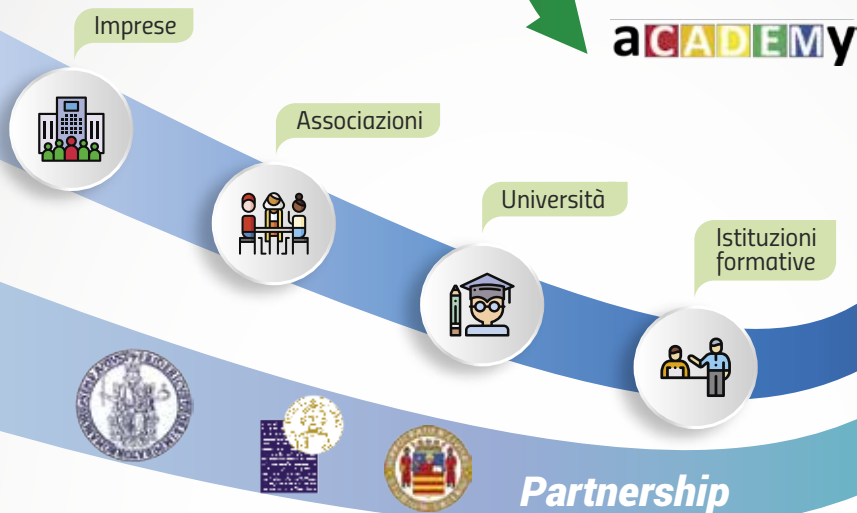 Imprese
aCADEMy
Associazioni
Università
Istituzioni
formative
Partnership